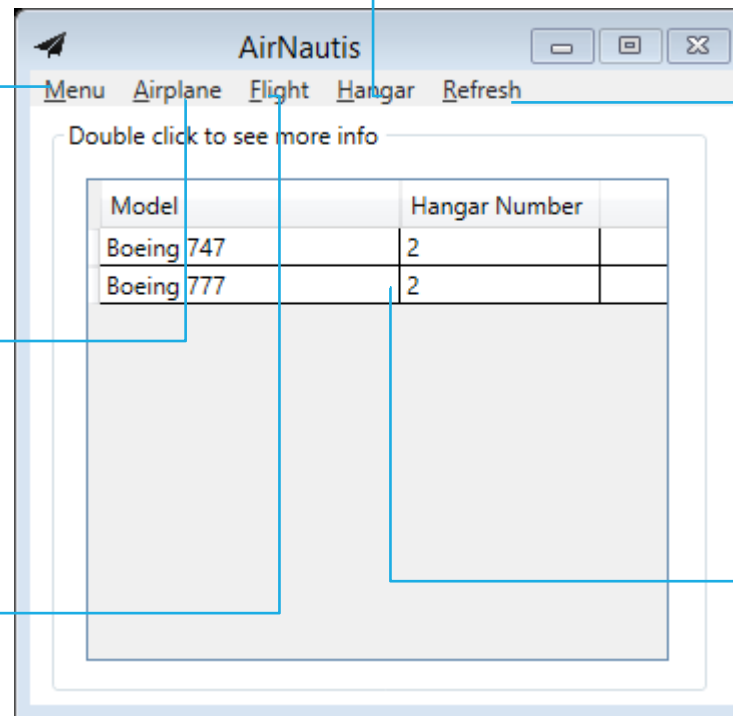 AirNautis
Menu Airplane Flight Hangar Refresh
Double click to see more info
Model Hangar Number
Boeing 747 2
Boeing 777 2